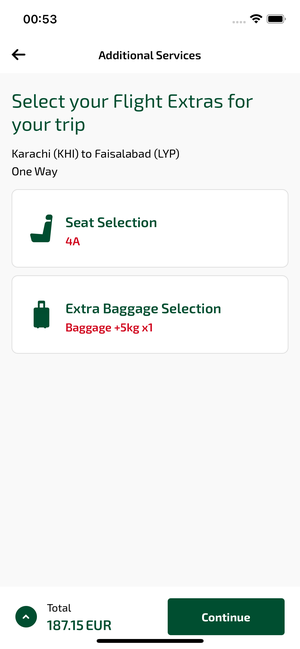 00:53
Additional Services
Select your Flight Extras for
your trip
Karachi (KHI) to Faisalabad (LYP)
One Way
Seat Selection
4A
Extra Baggage Selection
Baggage +5kg x1
Total
187.15 EUR
Continue